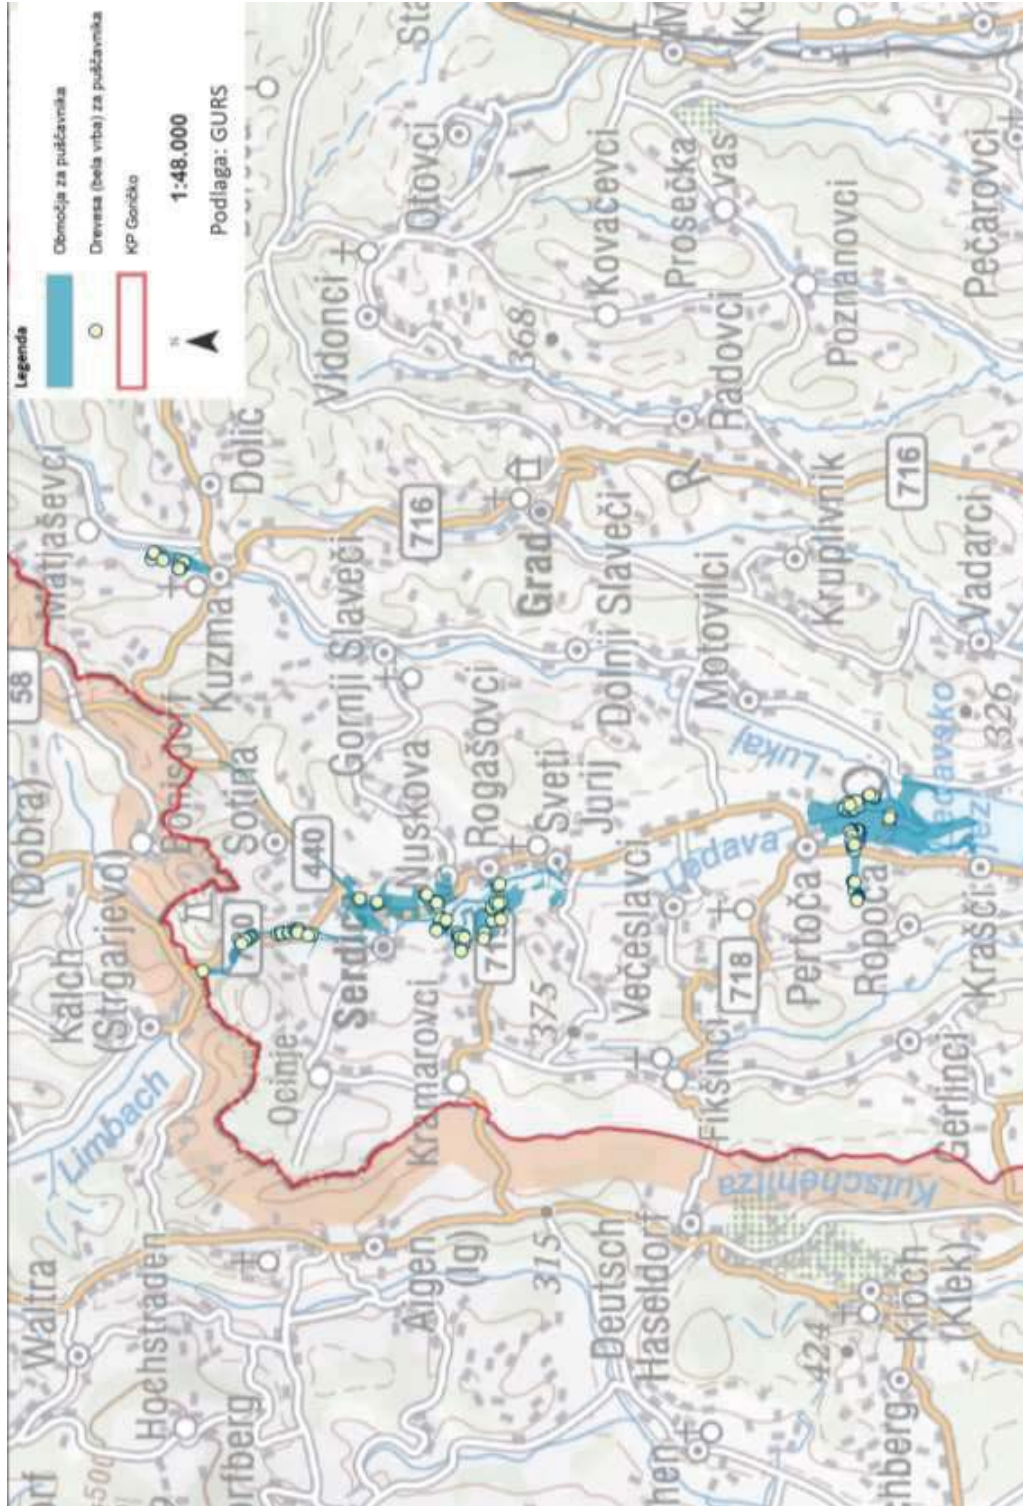 Legenda
Območja za puščavnika
Drevesa (bela vrba) za puščavnika
KP Goričko
N
1:48.000
Podlaga: GURS
Waltra
Kalch
(Strgarjevo)
(Dobra)
58
Matjaševci
Limbach
Hochstraden
Sotina
Kuzma
Dolič
Ocinje
440
Vidonci
Serdica
Gornji Slaveči
Otovci
Aigen
(Ig)
Kramarovci
Nuskova
716
Rogašovci
Grad
368
315
375
Sveti
Jurij
Dolnji Slaveči
Kovačevci
Deutsch
Haseldorf
Večeslavci
Prosečka
vas
Fikšinci
718
Ledava
Motovilci
Radovci
R
I
Kutschenitza
Pertoča
Lukaj
Kruplivnik
Poznanovci
424
Ropoča
716
Klöch
(Klek)
Gerlinci
Krašči
Vadarci
326
Pečarovci